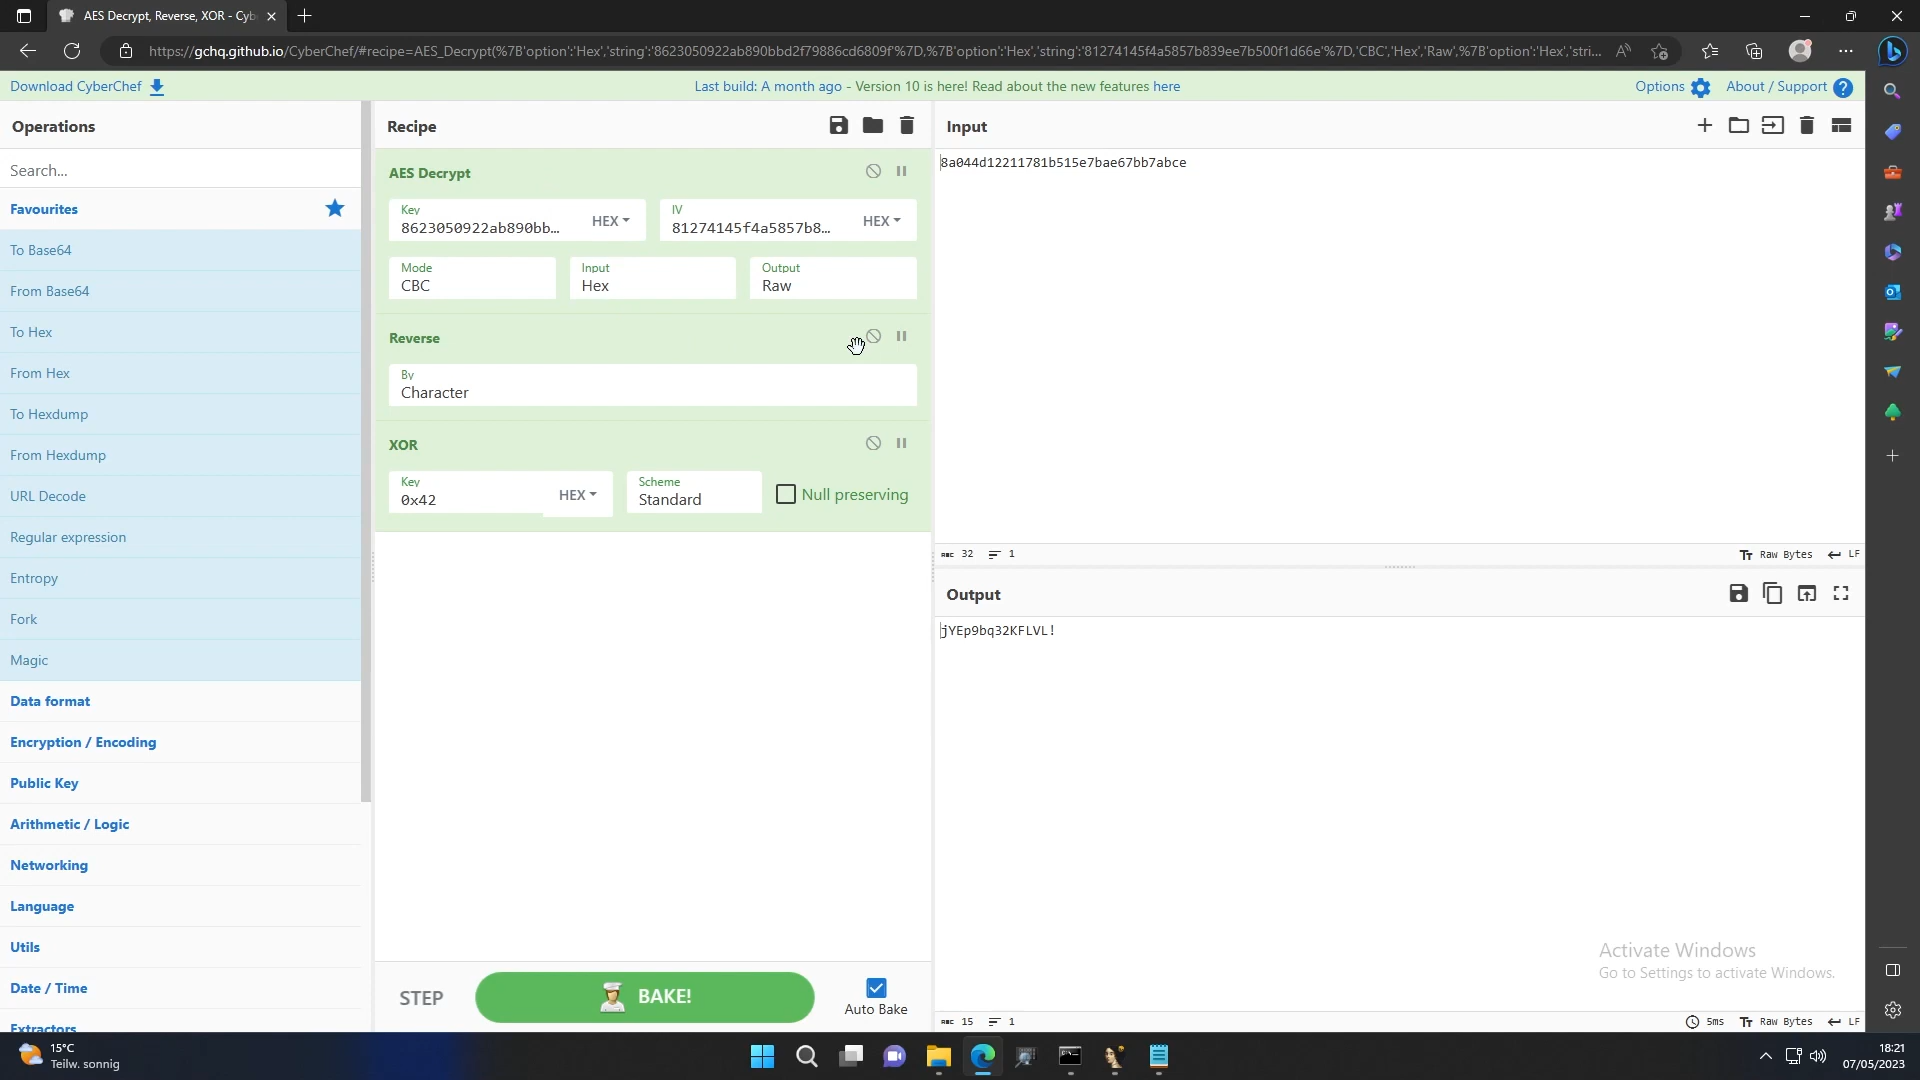 AES Decrypt, Reverse, XOR - Cyb
https://gchq.github.io/CyberChef/#recipe=AES_Decrypt(%7B'option':'Hex','string':'8623050922ab890bbd2f79886cd6809f'%7D,%7B'option':'Hex','string':'81274145f4a5857b839ee7b500f1d66e'%7D,'CBC','Hex','Raw',%7B'option':'Hex','stri...
Download CyberChef
Last build: A month ago - Version 10 is here! Read about the new features here
Options
About / Support
Operations
Recipe
Input
Search...
8a044d12211781b515e7bae67bb7abce
AES Decrypt
Favourites
Key
8623050922ab890bb...
HEX
IV
81274145f4a5857b8...
HEX
To Base64
Mode
CBC
Input
Hex
Output
Raw
From Base64
To Hex
Reverse
From Hex
By
Character
To Hexdump
XOR
From Hexdump
Key
0x42
HEX
Scheme
Standard
Null preserving
URL Decode
Regular expression
32
1
Raw Bytes
LF
Entropy
Output
Fork
jYEp9bq32KFLVL!
Magic
Data format
Encryption / Encoding
Public Key
Arithmetic / Logic
Networking
Language
Utils
Activate Windows
Go to Settings to activate Windows.
Date / Time
STEP
BAKE!
Auto Bake
Extractors
15
1
5ms
Raw Bytes
LF
15°C
Teilw. sonnig
18:21
07/05/2023